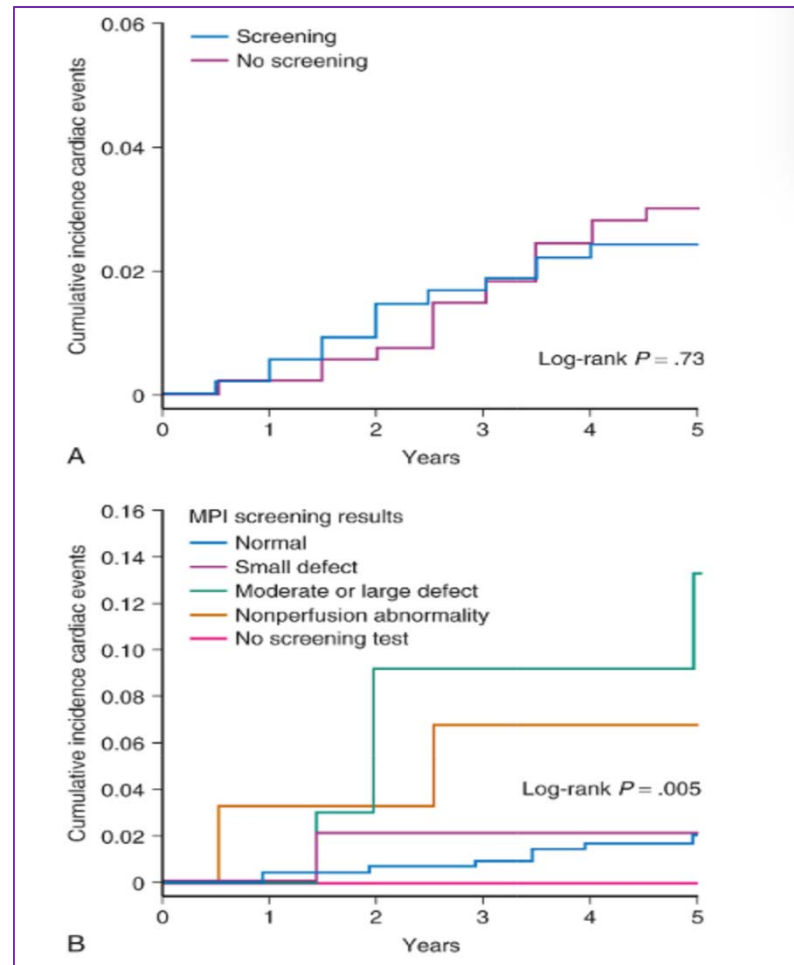 0.06
Screening
No screening
0.04
0.02
0
Cumulative incidence cardiac events
Log-rank P = .73
0 1 2 3 4 5
A
Years
0.16
MPI screening results
0.14
Normal
Small defect
0.12
Moderate or large defect
Nonperfusion abnormality
0.10
No screening test
0.08
0.06
0.04
Log-rank P = .005
0.02
0
Cumulative incidence cardiac events
0 1 2 3 4 5
B
Years